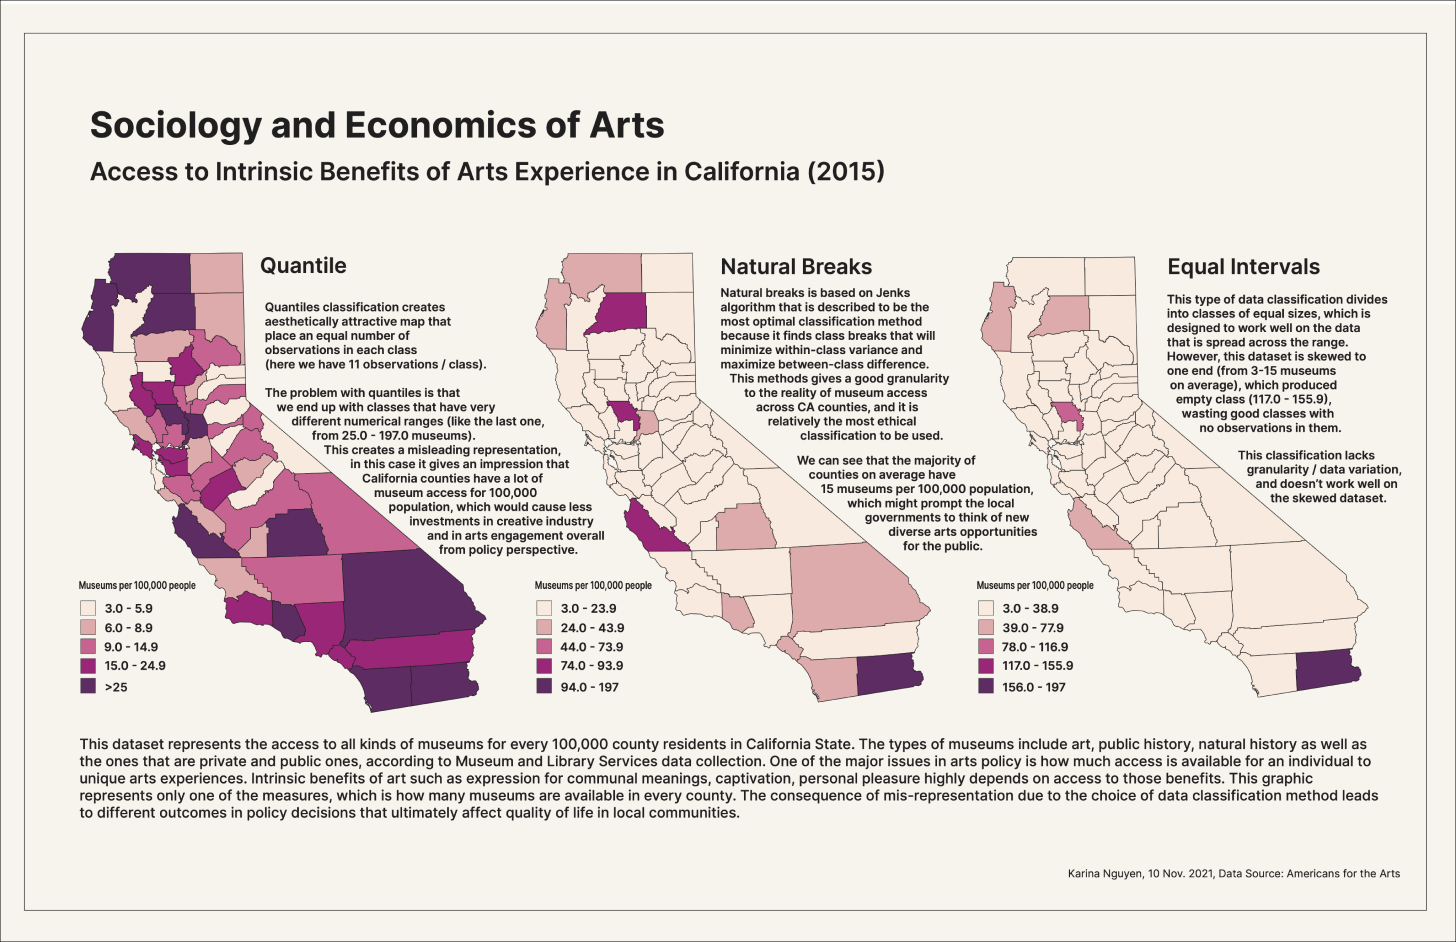 Sociology and Economics of Arts
Access to Intrinsic Benefits of Arts Experience in California (2015)
Quantile
Quantiles classification creates
aesthetically attractive map that
place an equal number of
observations in each class
(here we have 11 observations / class).
The problem with quantiles is that
we end up with classes that have very
different numerical ranges (like the last one,
from 25.0 - 197.0 museums).
This creates a misleading representation,
in this case it gives an impression that
California counties have a lot of
museum access for 100,000
population, which would cause less
investments in creative industry
and in arts engagement overall
from policy perspective.
Museums per 100,000 people
3.0 - 5.9
6.0 - 8.9
9.0 - 14.9
15.0 - 24.9
>25
Natural Breaks
Natural breaks is based on Jenks
algorithm that is described to be the
most optimal classification method
because it finds class breaks that will
minimize within-class variance and
maximize between-class difference.
This methods gives a good granularity
to the reality of museum access
across CA counties, and it is
relatively the most ethical
classification to be used.
We can see that the majority of
counties on average have
15 museums per 100,000 population,
which might prompt the local
governments to think of new
diverse arts opportunities
for the public.
Museums per 100,000 people
3.0 - 23.9
24.0 - 43.9
44.0 - 73.9
74.0 - 93.9
94.0 - 197
Equal Intervals
This type of data classification divides
into classes of equal sizes, which is
designed to work well on the data
that is spread across the range.
However, this dataset is skewed to
one end (from 3-15 museums
on average), which produced
empty class (117.0 - 155.9),
wasting good classes with
no observations in them.
This classification lacks
granularity / data variation,
and doesn't work well on
the skewed dataset.
Museums per 100,000 people
3.0 - 38.9
39.0 - 77.9
78.0 - 116.9
117.0 - 155.9
156.0 - 197
This dataset represents the access to all kinds of museums for every 100,000 county residents in California State. The types of museums include art, public history, natural history as well as
the ones that are private and public ones, according to Museum and Library Services data collection. One of the major issues in arts policy is how much access is available for an individual to
unique arts experiences. Intrinsic benefits of art such as expression for communal meanings, captivation, personal pleasure highly depends on access to those benefits. This graphic
represents only one of the measures, which is how many museums are available in every county. The consequence of mis-representation due to the choice of data classification method leads
to different outcomes in policy decisions that ultimately affect quality of life in local communities.
Karina Nguyen, 10 Nov. 2021, Data Source: Americans for the Arts